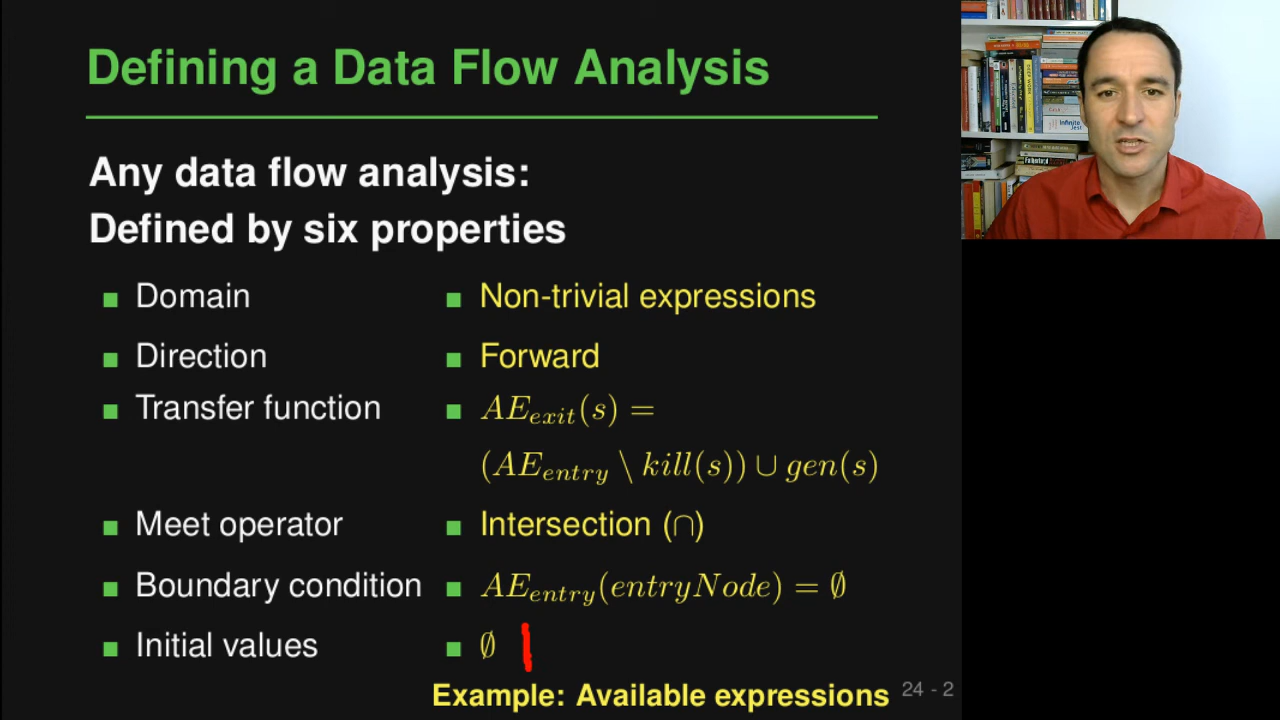 Defining a Data Flow Analysis
Any data flow analysis:
Defined by six properties
Domain
Non-trivial expressions
Direction
Forward
Transfer function
AE_exit(s) =
(AE_entry \ kill(s)) ∪ gen(s)
Meet operator
Intersection (∩)
Boundary condition
AE_entry(entryNode) = ∅
Initial values
∅
Example: Available expressions
24 - 2
Infinite
Jest